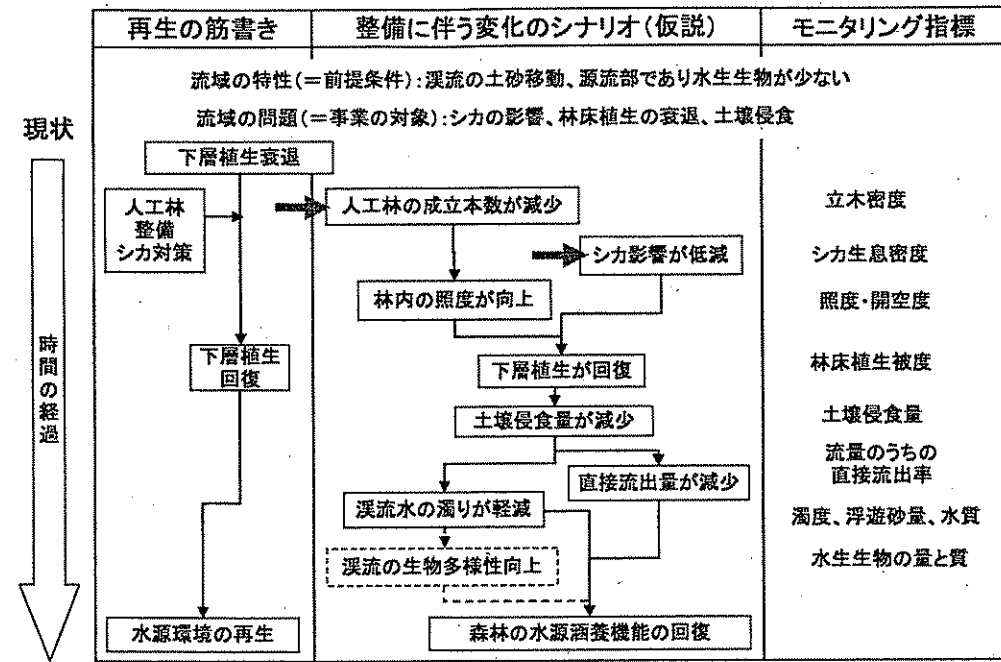 再生の筋書き
整備に伴う変化のシナリオ(仮説)
モニタリング指標
流域の特性(=前提条件):渓流の土砂移動、源流部であり水生生物が少ない
流域の問題(=事業の対象):シカの影響、林床植生の衰退、土壌侵食
現状
時間の経過
下層植生衰退
人工林
整備
シカ対策
下層植生
回復
水源環境の再生
人工林の成立本数が減少
シカ影響が低減
林内の照度が向上
下層植生が回復
土壌侵食量が減少
直接流出量が減少
渓流水の濁りが軽減
渓流の生物多様性向上
森林の水源涵養機能の回復
立木密度
シカ生息密度
照度・開空度
林床植生被度
土壌侵食量
流量のうちの
直接流出率
濁度、浮遊砂量、水質
水生生物の量と質